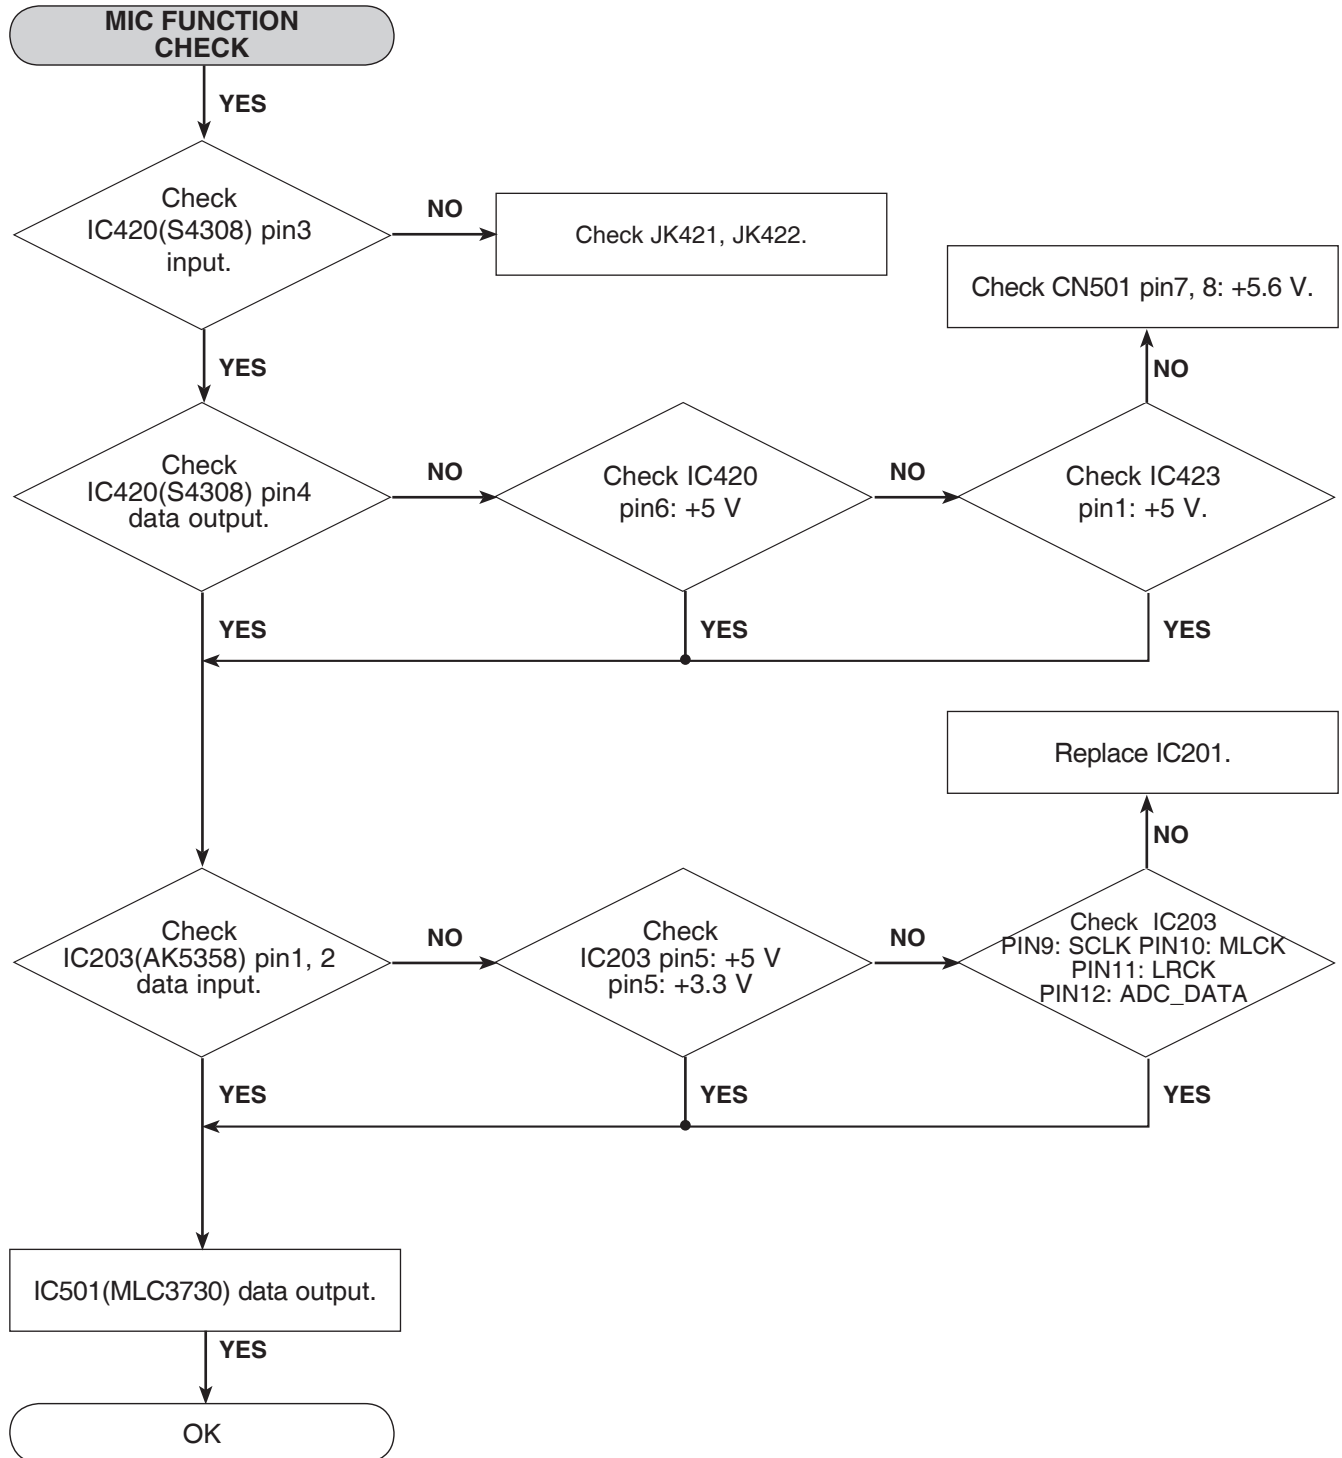 MIC FUNCTION
CHECK
YES
Check
IC420(S4308) pin3
input.
NO
Check JK421, JK422.
YES
Check
IC420(S4308) pin4
data output.
NO
Check IC420
pin6: +5 V
NO
Check IC423
pin1: +5 V.
NO
Check CN501 pin7, 8: +5.6 V.
YES
YES
YES
Check
IC203(AK5358) pin1, 2
data input.
NO
Check
IC203 pin5: +5 V
pin5: +3.3 V
NO
Check IC203
PIN9: SCLK PIN10: MLCK
PIN11: LRCK
PIN12: ADC_DATA
NO
Replace IC201.
YES
YES
YES
IC501(MLC3730) data output.
YES
OK